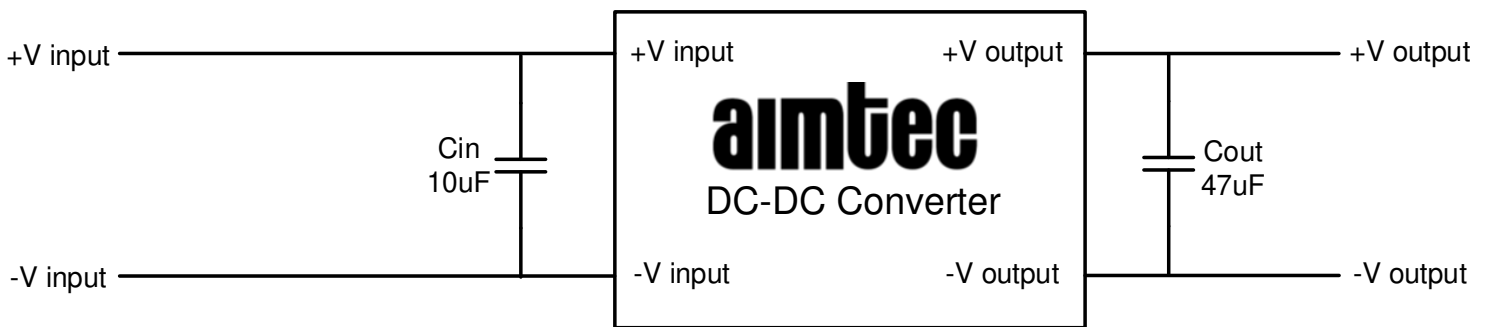 +V input
+V input
+V output
+V output
aimtec
DC-DC Converter
Cin
10uF
Cout
47uF
-V input
-V input
-V output
-V output